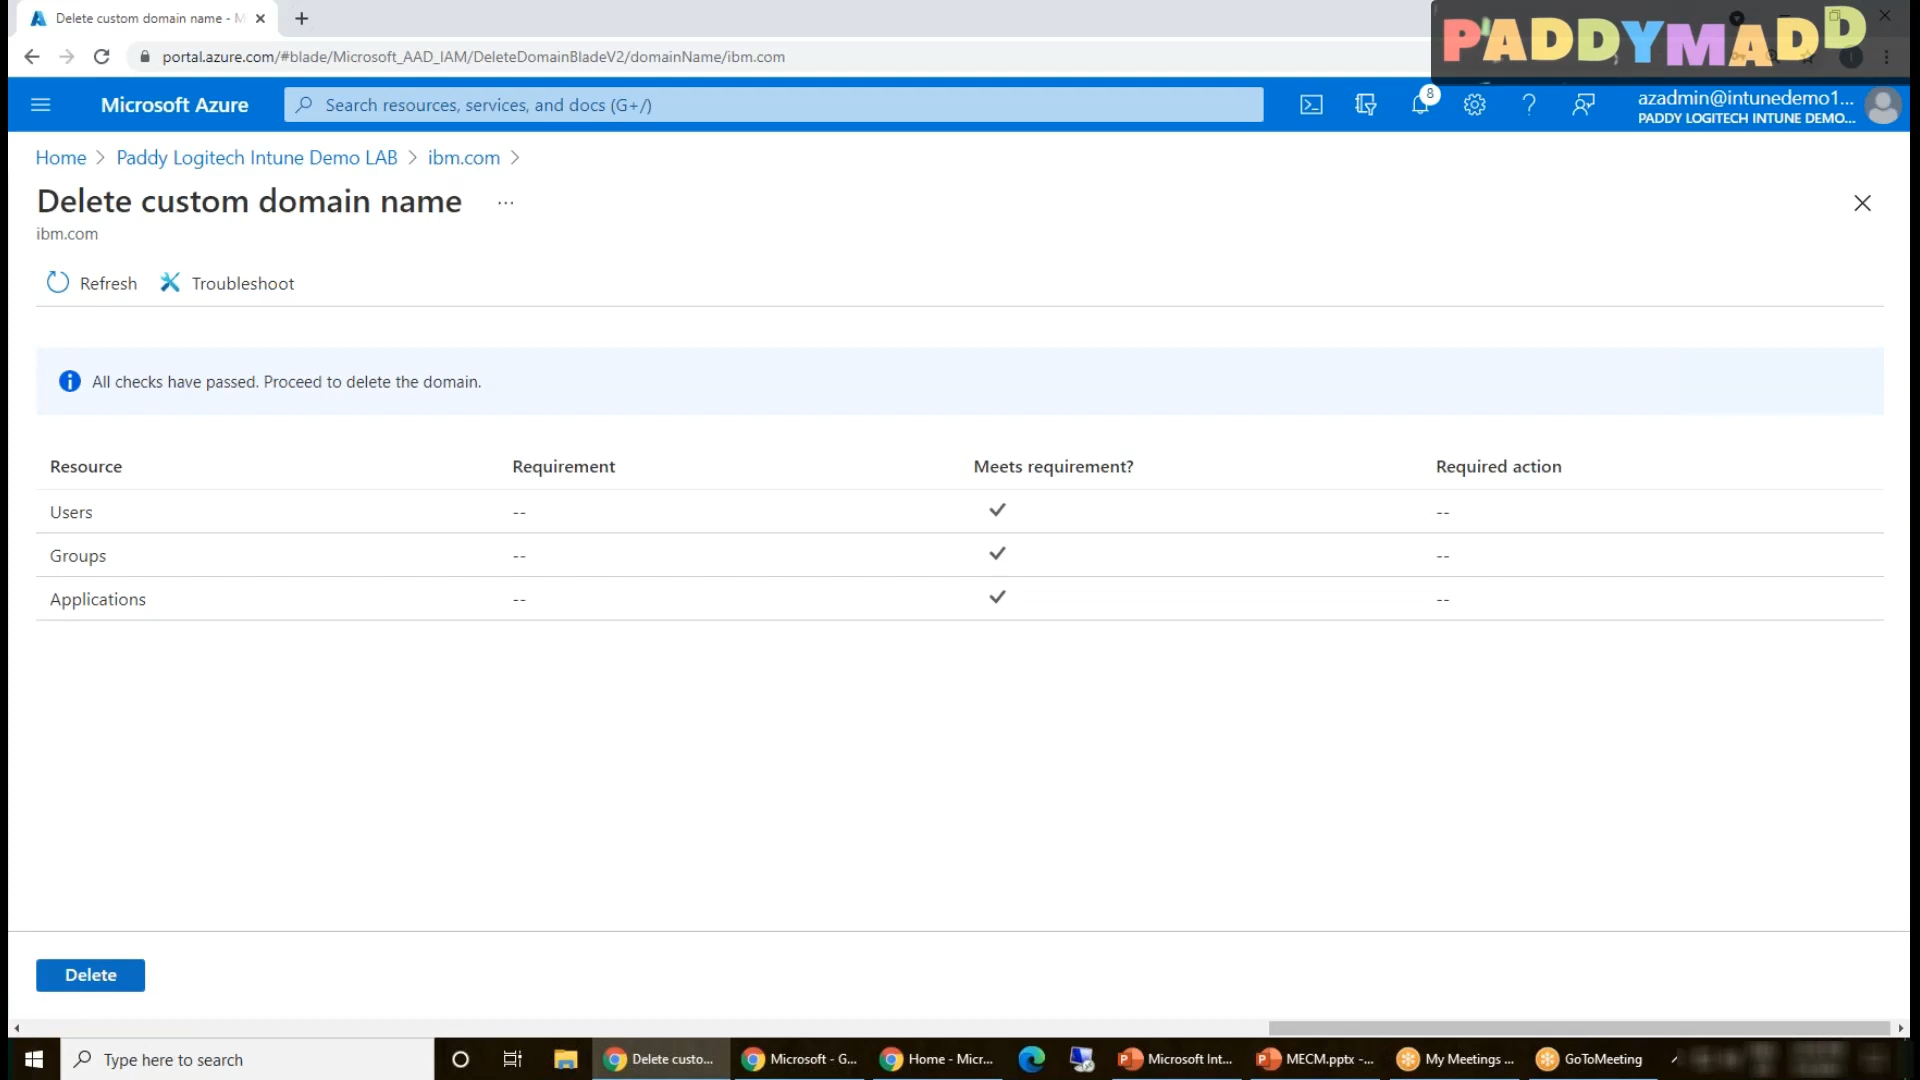 Delete custom domain name - M
PADDYMADD
portal.azure.com/#blade/Microsoft_AAD_IAM/DeleteDomainBladeV2/domainName/ibm.com
Microsoft Azure
Search resources, services, and docs (G+/)
8
azadmin@intunedemo1...
PADDY LOGITECH INTUNE DEMO...
Home > Paddy Logitech Intune Demo LAB > ibm.com >
Delete custom domain name ...
ibm.com
Refresh Troubleshoot
All checks have passed. Proceed to delete the domain.
Resource Requirement Meets requirement? Required action
Users -- --
Groups -- --
Applications -- --
Delete
Type here to search
Delete custo...
Microsoft - G...
Home - Micr...
Microsoft Int...
MECM.pptx -...
My Meetings ...
GoToMeeting